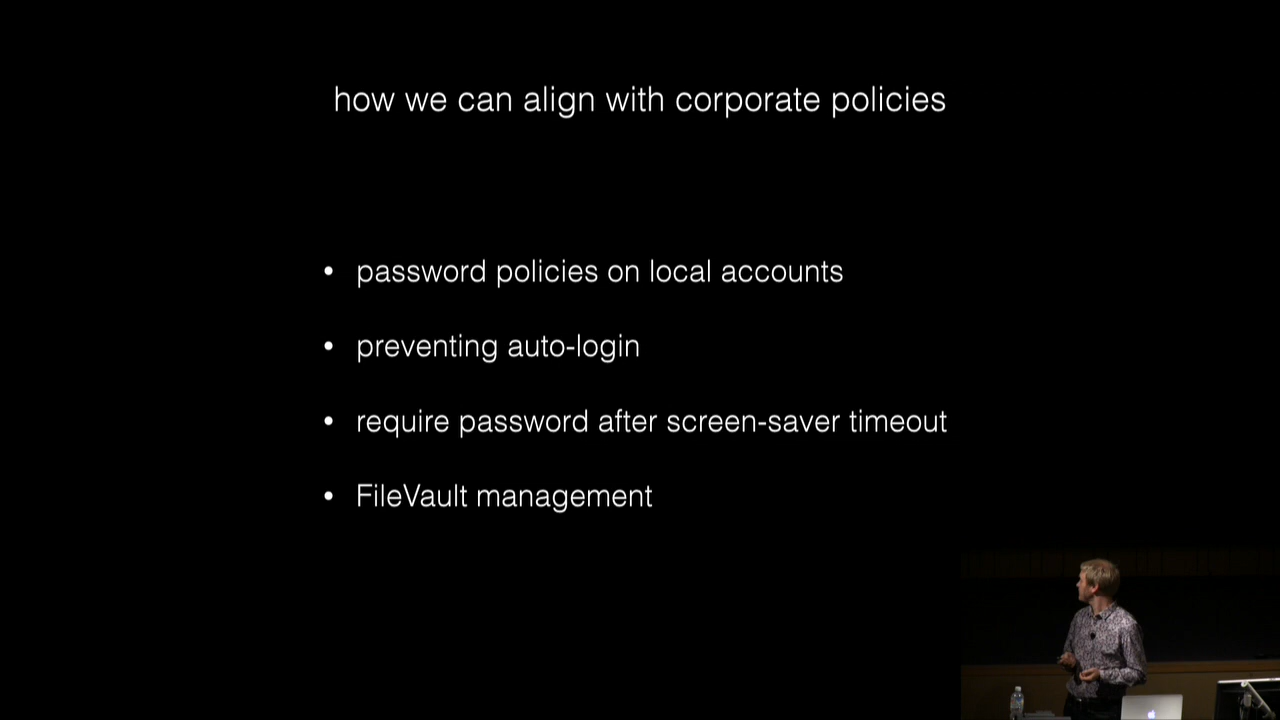 how we can align with corporate policies
• password policies on local accounts
• preventing auto-login
• require password after screen-saver timeout
• FileVault management